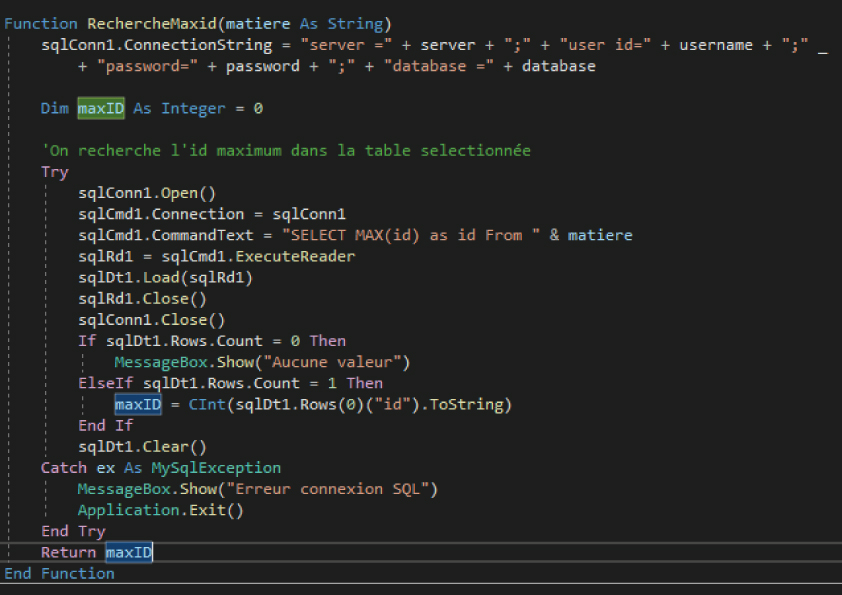 Function RechercheMaxid(matiere As String)
sqlConn1.ConnectionString = "server =" + server + ";" + "user id=" + username + ";" _
+ "password=" + password + ";" + "database =" + database
Dim maxID As Integer = 0
'On recherche l'id maximum dans la table selectionnée
Try
sqlConn1.Open()
sqlCmd1.Connection = sqlConn1
sqlCmd1.CommandText = "SELECT MAX(id) as id From " & matiere
sqlRd1 = sqlCmd1.ExecuteReader
sqlDt1.Load(sqlRd1)
sqlRd1.Close()
sqlConn1.Close()
If sqlDt1.Rows.Count = 0 Then
MessageBox.Show("Aucune valeur")
ElseIf sqlDt1.Rows.Count = 1 Then
maxID = CInt(sqlDt1.Rows(0)("id").ToString)
End If
sqlDt1.Clear()
Catch ex As MySqlException
MessageBox.Show("Erreur connexion SQL")
Application.Exit()
End Try
Return maxID
End Function